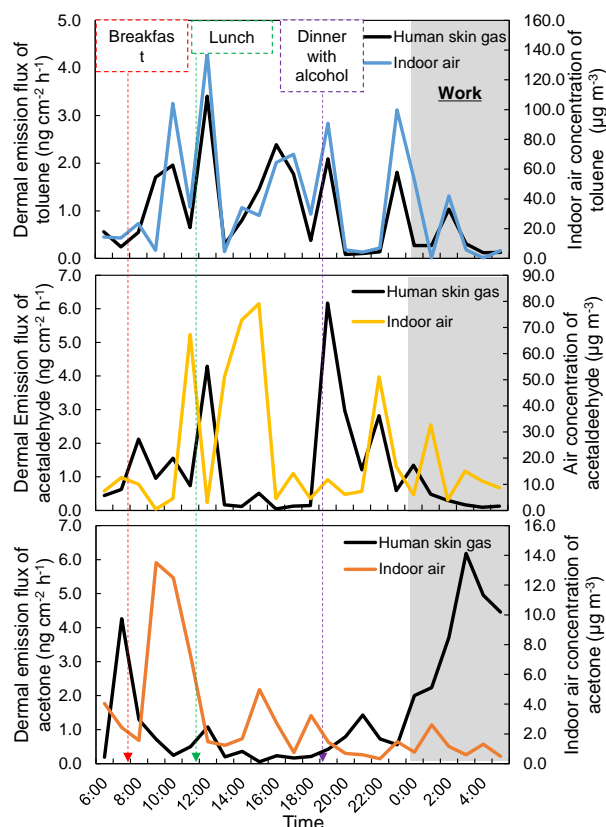 5.0
4.0
3.0
2.0
1.0
0.0
Dermal emission flux of
toluene (ng cm-2 h-1)
Breakfas
t
Lunch
Dinner
with
alcohol
Human skin gas
Indoor air
Work
160.0
140.0
120.0
100.0
80.0
60.0
40.0
20.0
0.0
Indoor air concentration of
toluene (µg m-3)
7.0
6.0
5.0
4.0
3.0
2.0
1.0
0.0
Dermal Emission flux of
acetaldehyde (ng cm-2 h-1)
Human skin gas
Indoor air
90.0
80.0
70.0
60.0
50.0
40.0
30.0
20.0
10.0
0.0
Air concentration of
acetaldeehyde (µg m-3)
7.0
6.0
5.0
4.0
3.0
2.0
1.0
0.0
Dermal emission flux of
acetone (ng cm-2 h-1)
Human skin gas
Indoor air
16.0
14.0
12.0
10.0
8.0
6.0
4.0
2.0
0.0
Indoor air concentration of
acetone (µg m-3)
6:00
8:00
10:00
12:00
14:00
16:00
18:00
20:00
22:00
0:00
2:00
4:00
Time